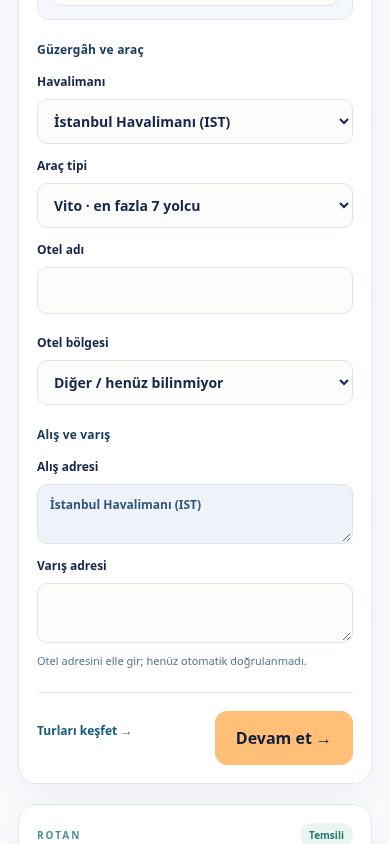 Güzergâh ve araç
Havalimanı
İstanbul Havalimanı (IST)
Araç tipi
Vito · en fazla 7 yolcu
Otel adı
Otel bölgesi
Diğer / henüz bilinmiyor
Alış ve varış
Alış adresi
İstanbul Havalimanı (IST)
Varış adresi
Otel adresini elle gir; henüz otomatik doğrulanmadı.
Turları keşfet →
Devam et →
ROTAN
Temsili